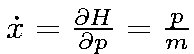 ẋ = ∂H/∂p = p/m